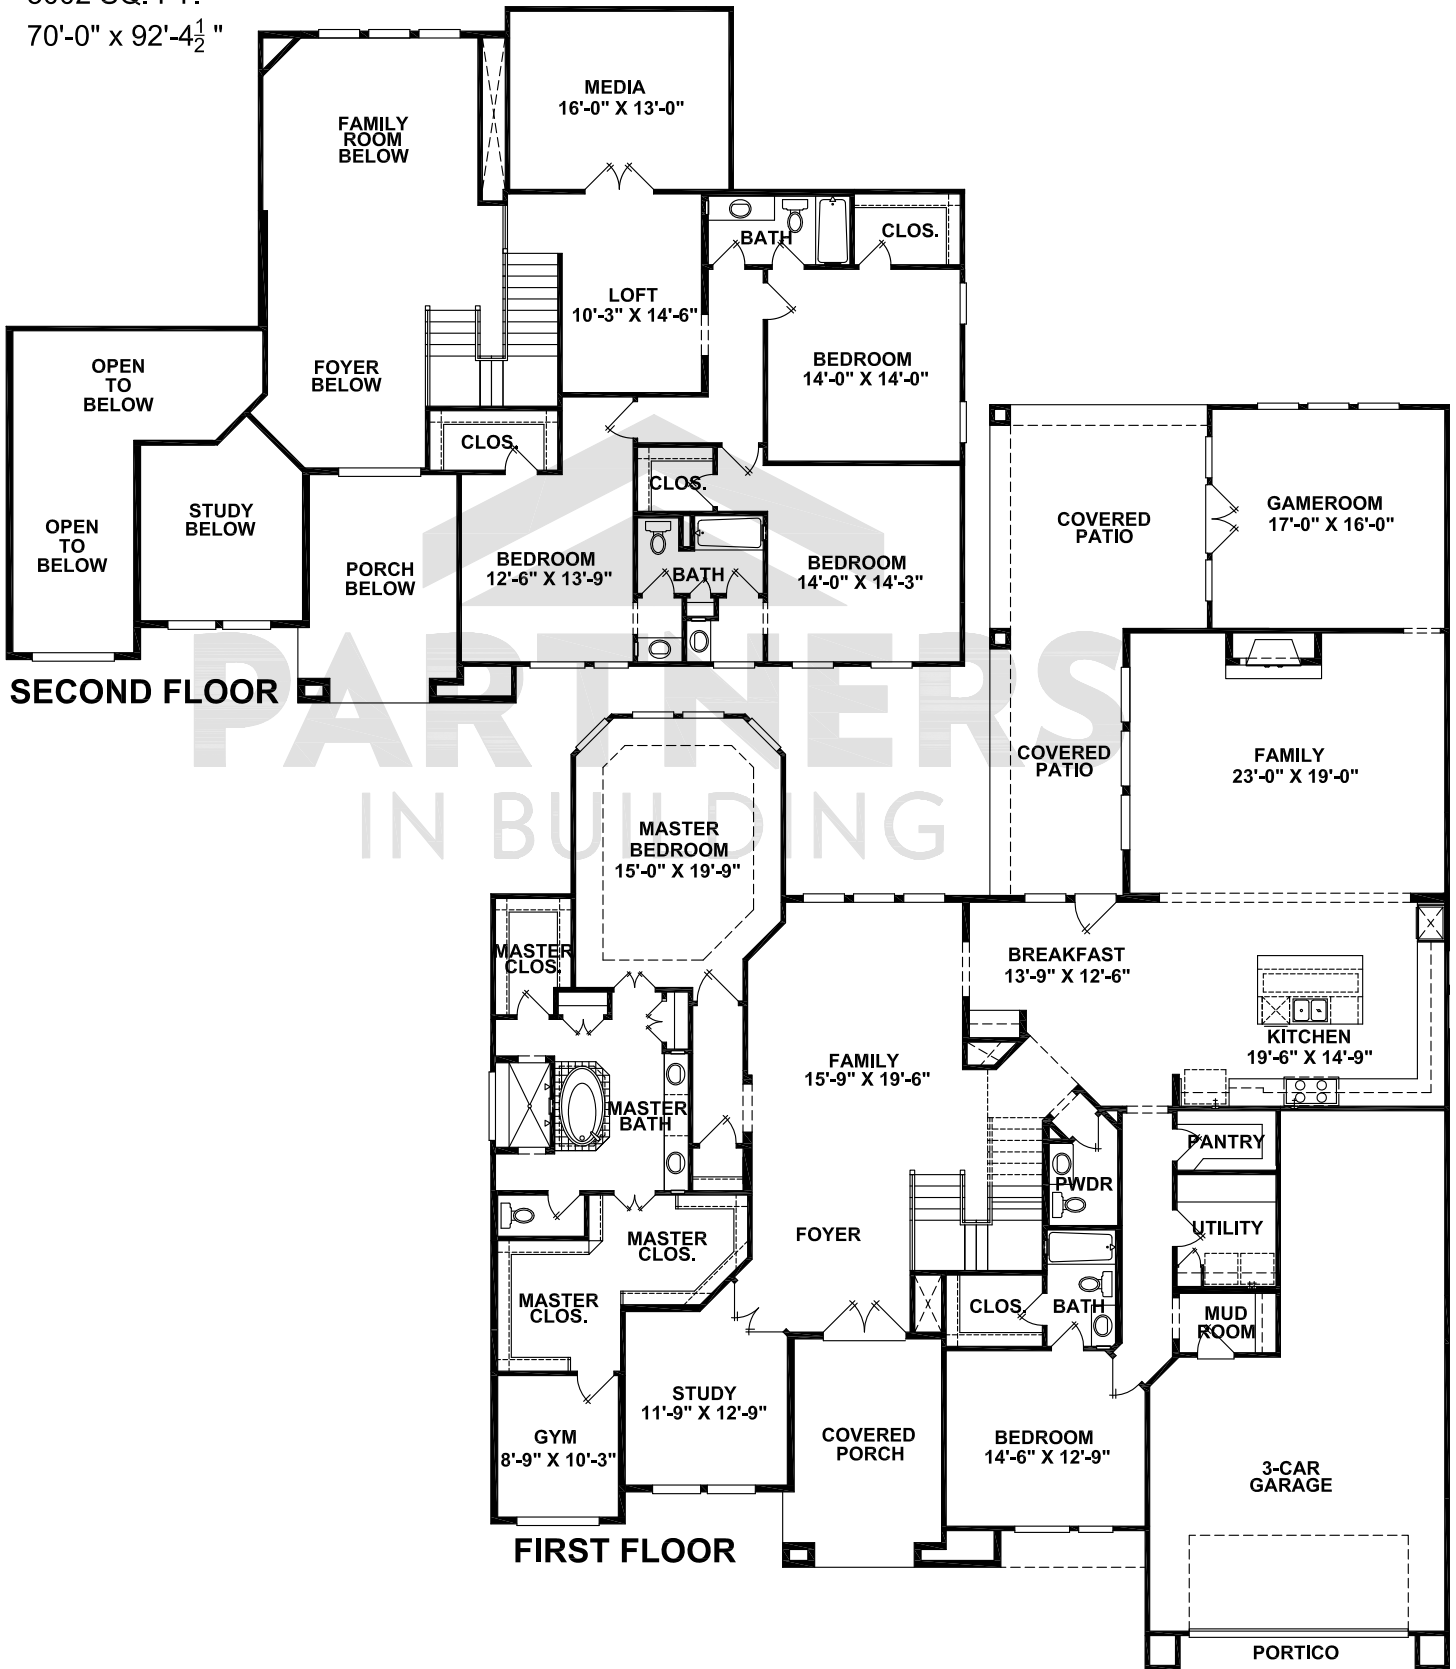 70'-0" x 92'-4 1/2 "
MEDIA
16'-0" X 13'-0"
FAMILY
ROOM
BELOW
BATH
CLOS.
LOFT
10'-3" X 14'-6"
BEDROOM
14'-0" X 14'-0"
OPEN
TO
BELOW
FOYER
BELOW
CLOS.
CLOS.
STUDY
BELOW
OPEN
TO
BELOW
PORCH
BELOW
BEDROOM
12'-6" X 13'-9"
BATH
BEDROOM
14'-0" X 14'-3"
SECOND FLOOR
PARTNERS
IN BUILDING
COVERED
PATIO
GAMEROOM
17'-0" X 16'-0"
COVERED
PATIO
FAMILY
23'-0" X 19'-0"
MASTER
BEDROOM
15'-0" X 19'-9"
MASTER
CLOS.
BREAKFAST
13'-9" X 12'-6"
KITCHEN
19'-6" X 14'-9"
FAMILY
15'-9" X 19'-6"
MASTER
BATH
PANTRY
PWDR
UTILITY
FOYER
MASTER
CLOS.
MASTER
CLOS.
CLOS.
BATH
MUD
ROOM
STUDY
11'-9" X 12'-9"
GYM
8'-9" X 10'-3"
COVERED
PORCH
BEDROOM
14'-6" X 12'-9"
3-CAR
GARAGE
FIRST FLOOR
PORTICO